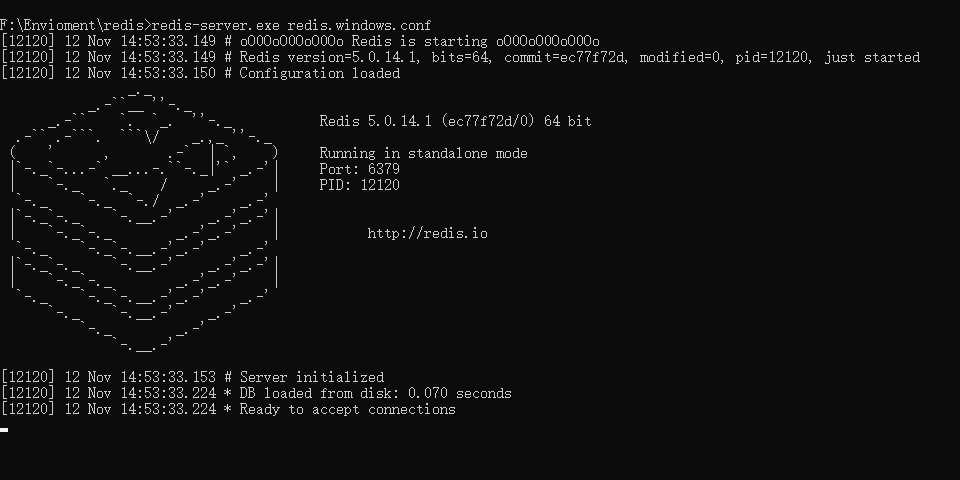 F:\Envioment\redis>redis-server.exe redis.windows.conf
[12120] 12 Nov 14:53:33.149 # oO0OoO0OoO0Oo Redis is starting oO0OoO0OoO0Oo
[12120] 12 Nov 14:53:33.149 # Redis version=5.0.14.1, bits=64, commit=ec77f72d, modified=0, pid=12120, just started
[12120] 12 Nov 14:53:33.150 # Configuration loaded
Redis 5.0.14.1 (ec77f72d/0) 64 bit
Running in standalone mode
Port: 6379
PID: 12120
http://redis.io
[12120] 12 Nov 14:53:33.153 # Server initialized
[12120] 12 Nov 14:53:33.224 * DB loaded from disk: 0.070 seconds
[12120] 12 Nov 14:53:33.224 * Ready to accept connections